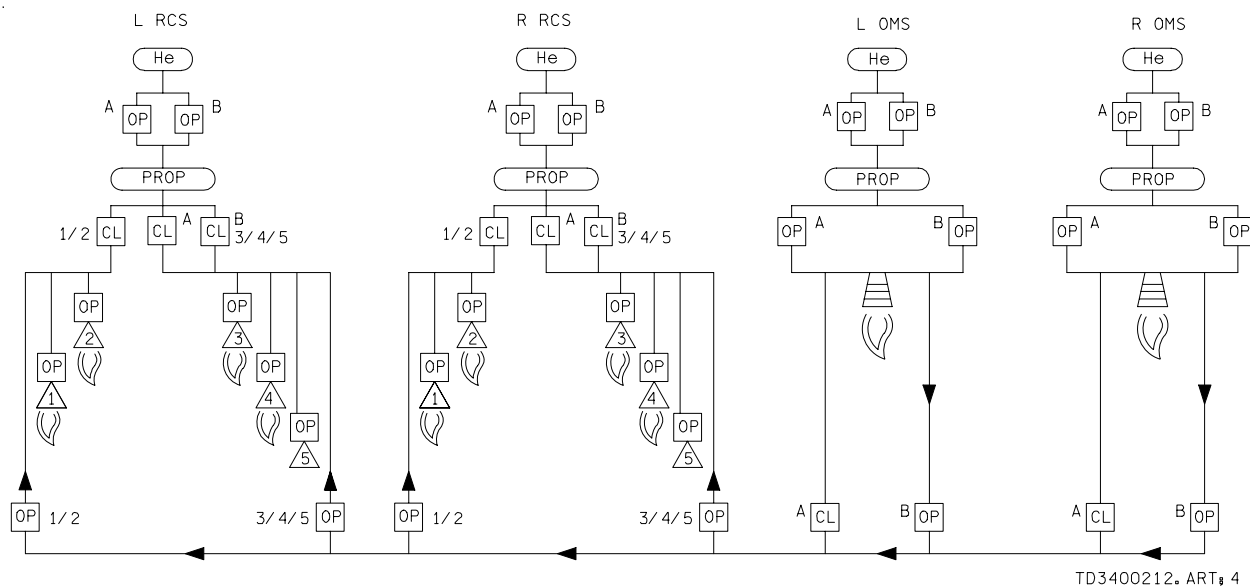 L RCS R RCS L OMS R OMS
He He He He
A OP OP B A OP OP B A OP OP B A OP OP B
PROP PROP PROP PROP
1/2 CL CL A CL B 3/4/5 1/2 CL CL A CL B 3/4/5 OP A B OP OP A B OP
OP OP OP OP
2 3 2 3
OP OP OP OP
1 4 1 4
OP OP
5 5
OP 1/2 3/4/5 OP OP 1/2 3/4/5 OP A CL B OP A CL B OP
TD3400212. ART; 4